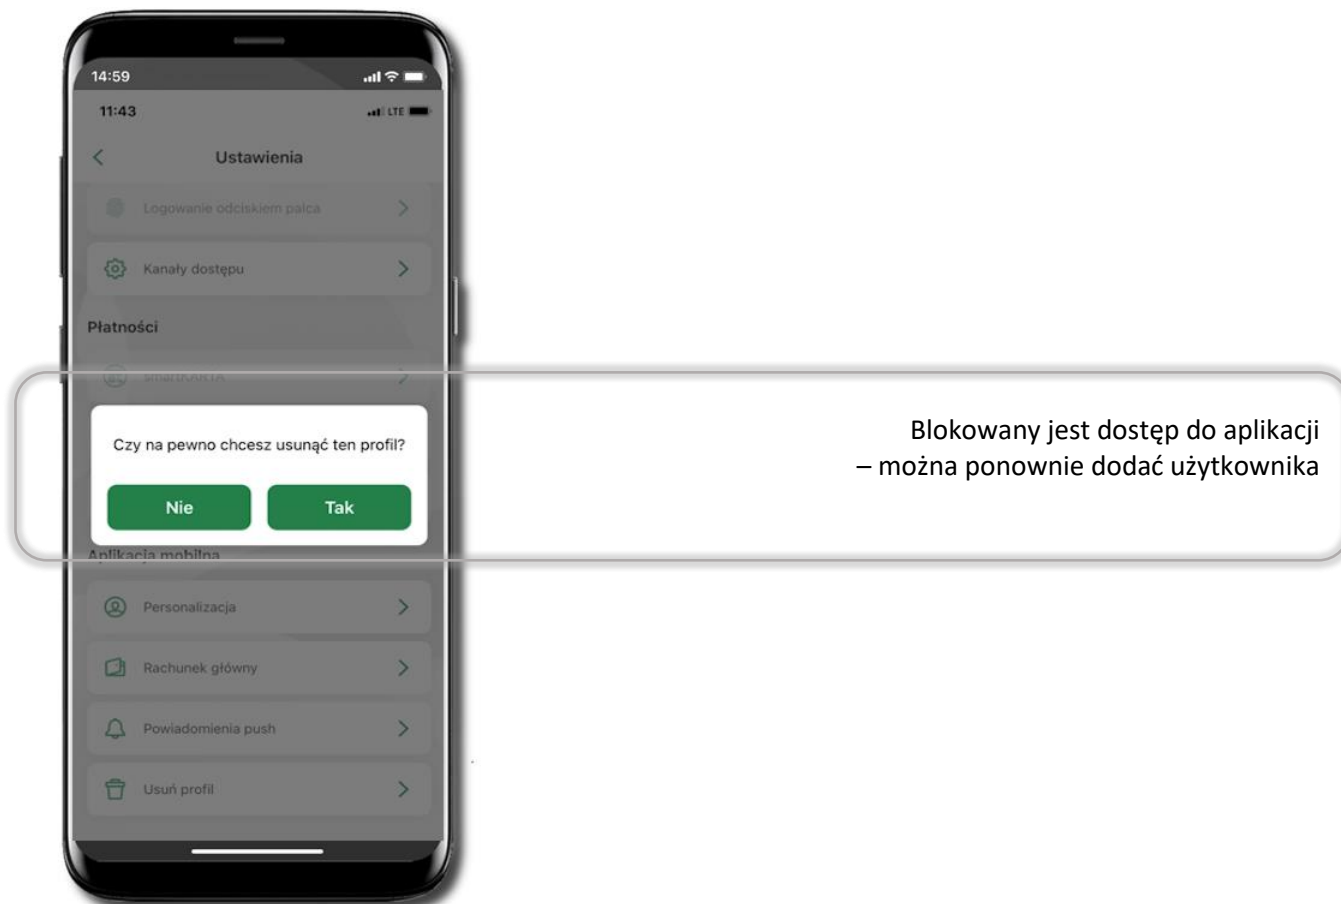 14:59
11:43
LTE
Ustawienia
Logowanie odciskiem palca
Kanały dostępu
Płatności
smartKARTA
Czy na pewno chcesz usunąć ten profil?
Nie
Tak
Blokowany jest dostęp do aplikacji
– można ponownie dodać użytkownika
Aplikacja mobilna
Personalizacja
Rachunek główny
Powiadomienia push
Usuń profil